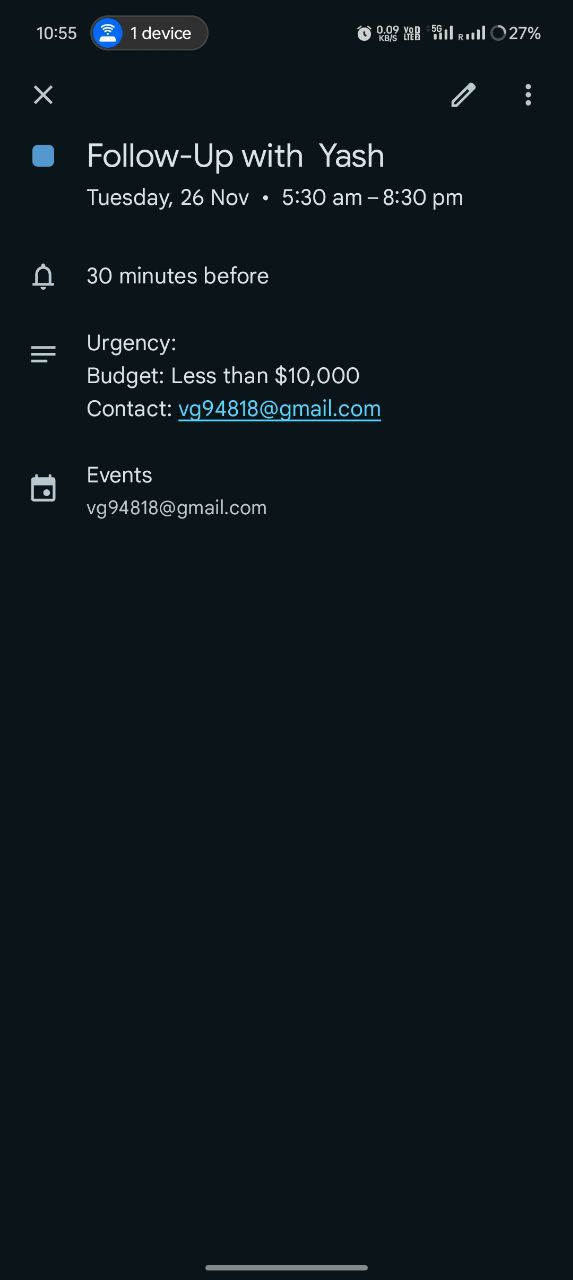 10:55 1 device 0.09 KB/S VoD LTE 5G R 27%
Follow-Up with  Yash
Tuesday, 26 Nov • 5:30 am – 8:30 pm
30 minutes before
Urgency:
Budget: Less than $10,000
Contact: vg94818@gmail.com
Events
vg94818@gmail.com